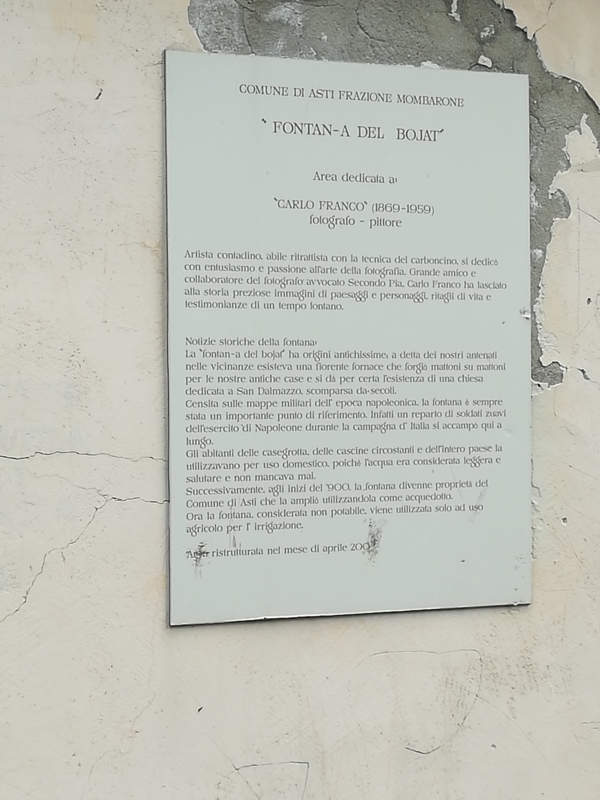 COMUNE DI ASTI FRAZIONE MOMBARONE
" FONTAN-A DEL BOJAT"
Area dedicata a:
"CARLO FRANCO" (1869-1959)
fotografo - pittore
Artista contadino, abile ritrattista con la tecnica del carboncino, si dedicò
con entusiasmo e passione all'arte della fotografia. Grande amico e
collaboratore del fotografo avvocato Secondo Pia, Carlo Franco ha lasciato
alla storia preziose immagini di paesaggi e personaggi, ritagli di vita e
testimonianze di un tempo lontano.
Notizie storiche della fontana:
La "fontan-a del bojat" ha origini antichissime, a detta dei nostri antenati
nelle vicinanze esisteva una fiorente fornace che forgiò mattoni su mattoni
per le nostre antiche case e si dà per certa l'esistenza di una chiesa
dedicata a San Dalmazzo, scomparsa da secoli.
Censita sulle mappe militari dell' epoca napoleonica, la fontana è sempre
stata un importante punto di riferimento. Infatti un reparto di soldati zuavi
dell'esercito di Napoleone durante la campagna d' Italia si accampò qui a
lungo.
Gli abitanti delle casegrotta, delle cascine circostanti e dell'intero paese la
utilizzavano per uso domestico, poiché l'acqua era considerata leggera e
salutare e non mancava mai.
Successivamente, agli inizi del '900, la fontana divenne proprietà del
Comune di Asti che la ampliò utilizzandola come acquedotto.
Ora la fontana, considerata non potabile, viene utilizzata solo ad uso
agricolo per l' irrigazione.
ristrutturata nel mese di aprile